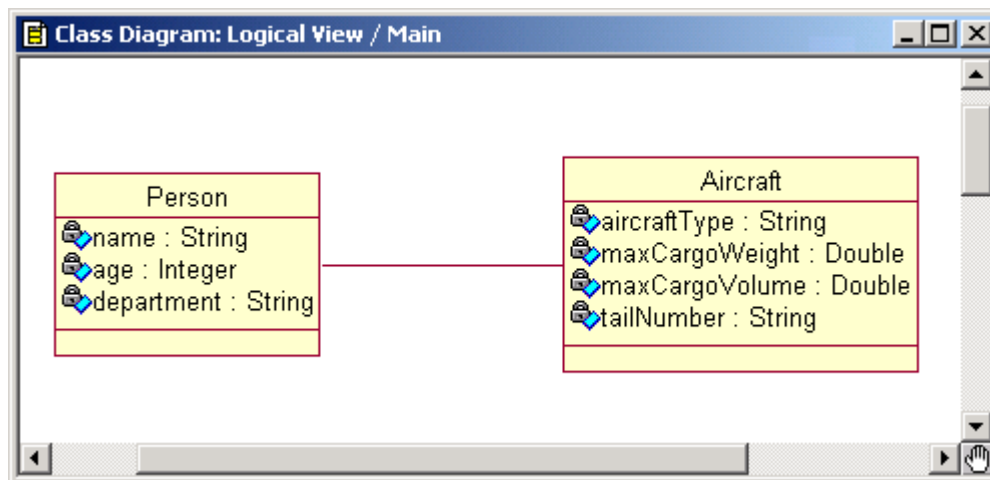 Class Diagram: Logical View / Main
Person
name : String
age : Integer
department : String
Aircraft
aircraftType : String
maxCargoWeight : Double
maxCargoVolume : Double
tailNumber : String